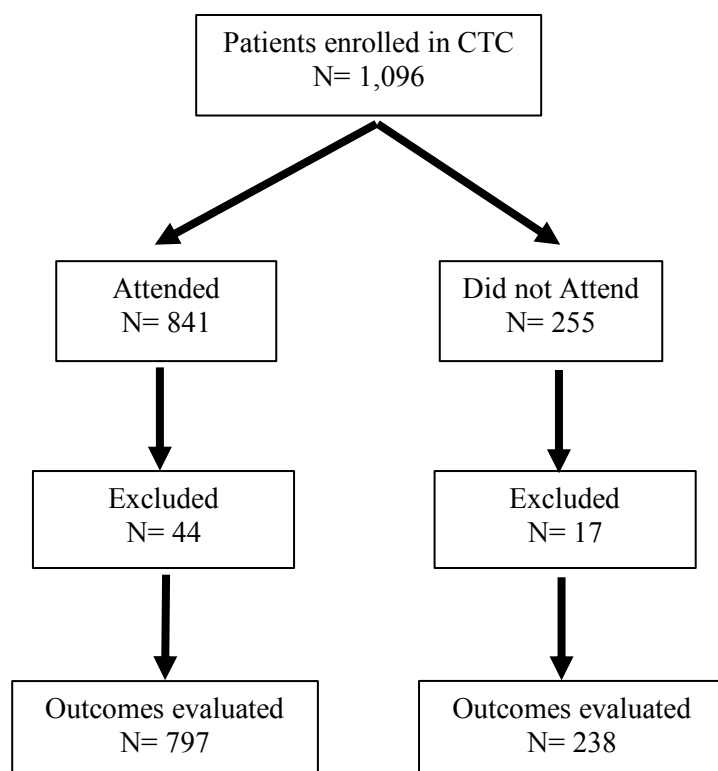 Patients enrolled in CTC
N= 1,096
Attended
N= 841
Did not Attend
N= 255
Excluded
N= 44
Excluded
N= 17
Outcomes evaluated
N= 797
Outcomes evaluated
N= 238